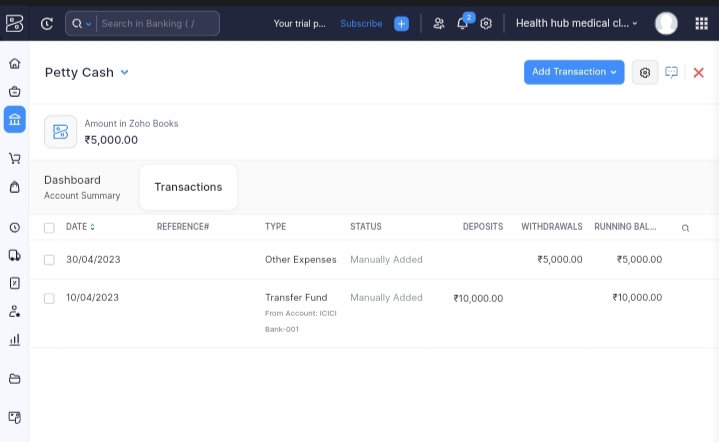 Search in Banking ( /
Your trial p... Subscribe
2
Health hub medical cl...
Petty Cash
Add Transaction
Amount in Zoho Books
₹5,000.00
Dashboard
Account Summary
Transactions
DATE REFERENCE# TYPE STATUS DEPOSITS WITHDRAWALS RUNNING BAL...
30/04/2023 Other Expenses Manually Added ₹5,000.00 ₹5,000.00
10/04/2023 Transfer Fund Manually Added ₹10,000.00 ₹10,000.00
From Account: ICICI
Bank-001